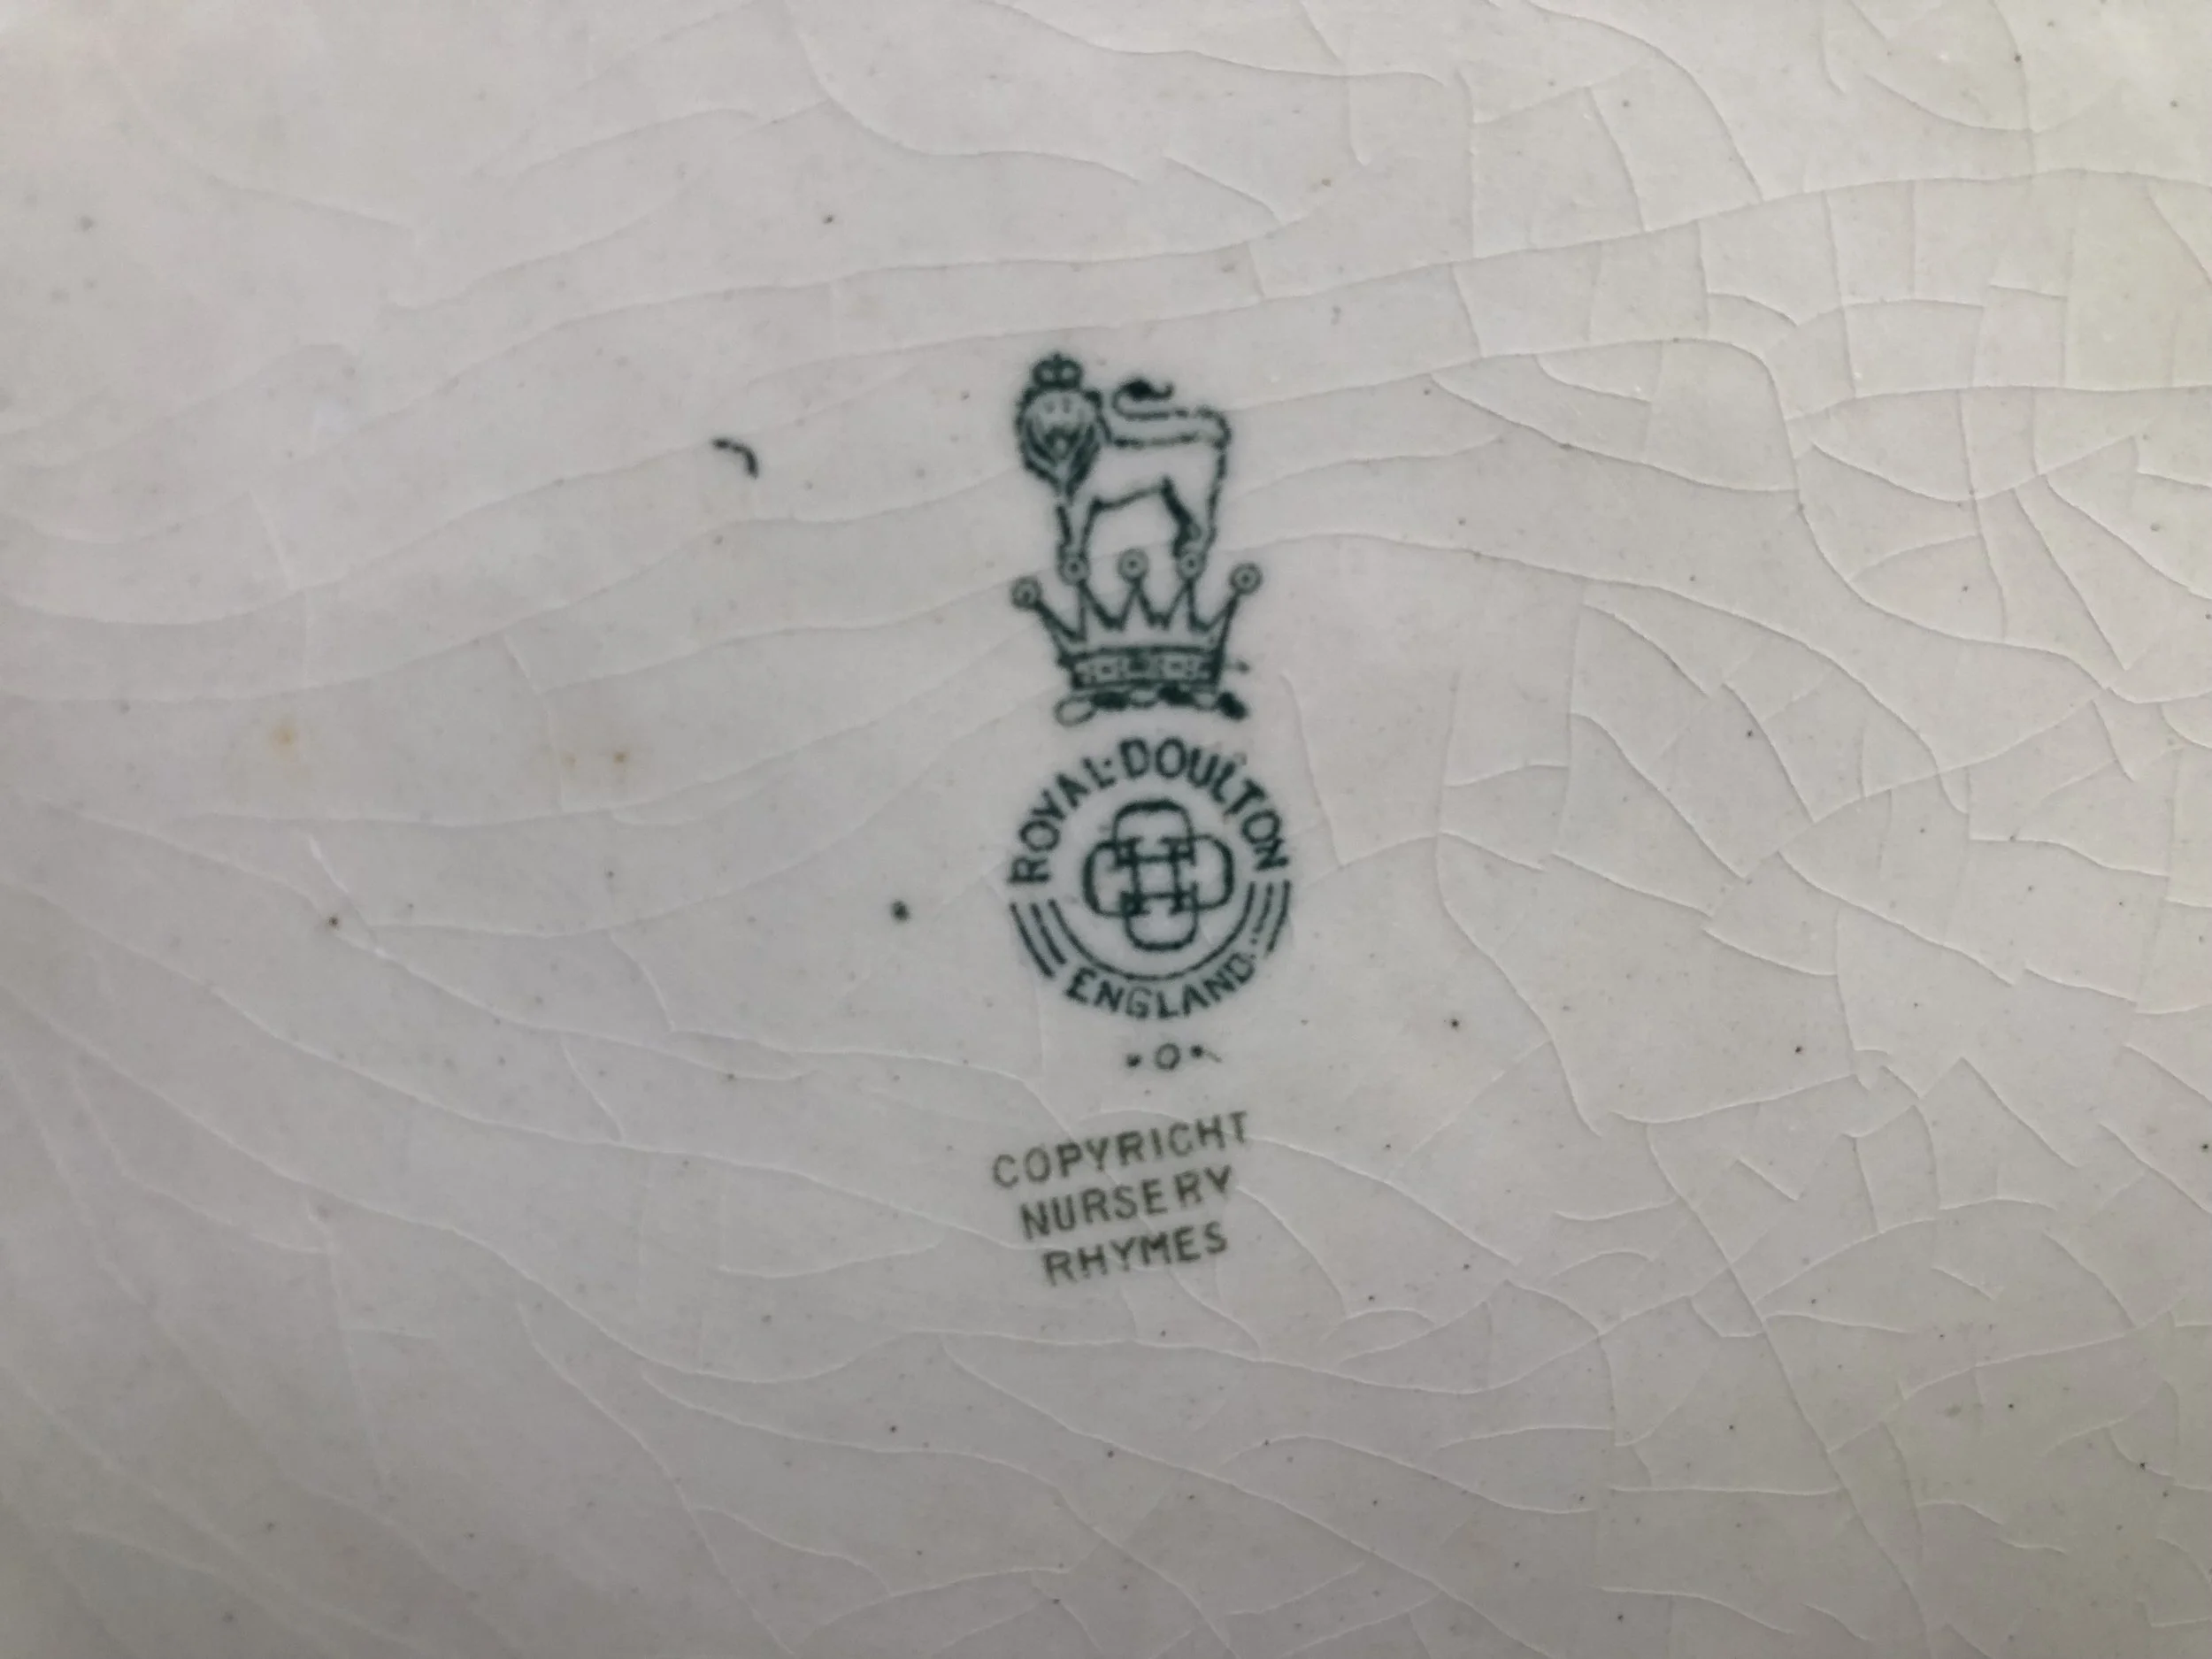 ROYAL·DOULTON
ENGLAND.
·O·
COPYRIGHT
NURSERY
RHYMES